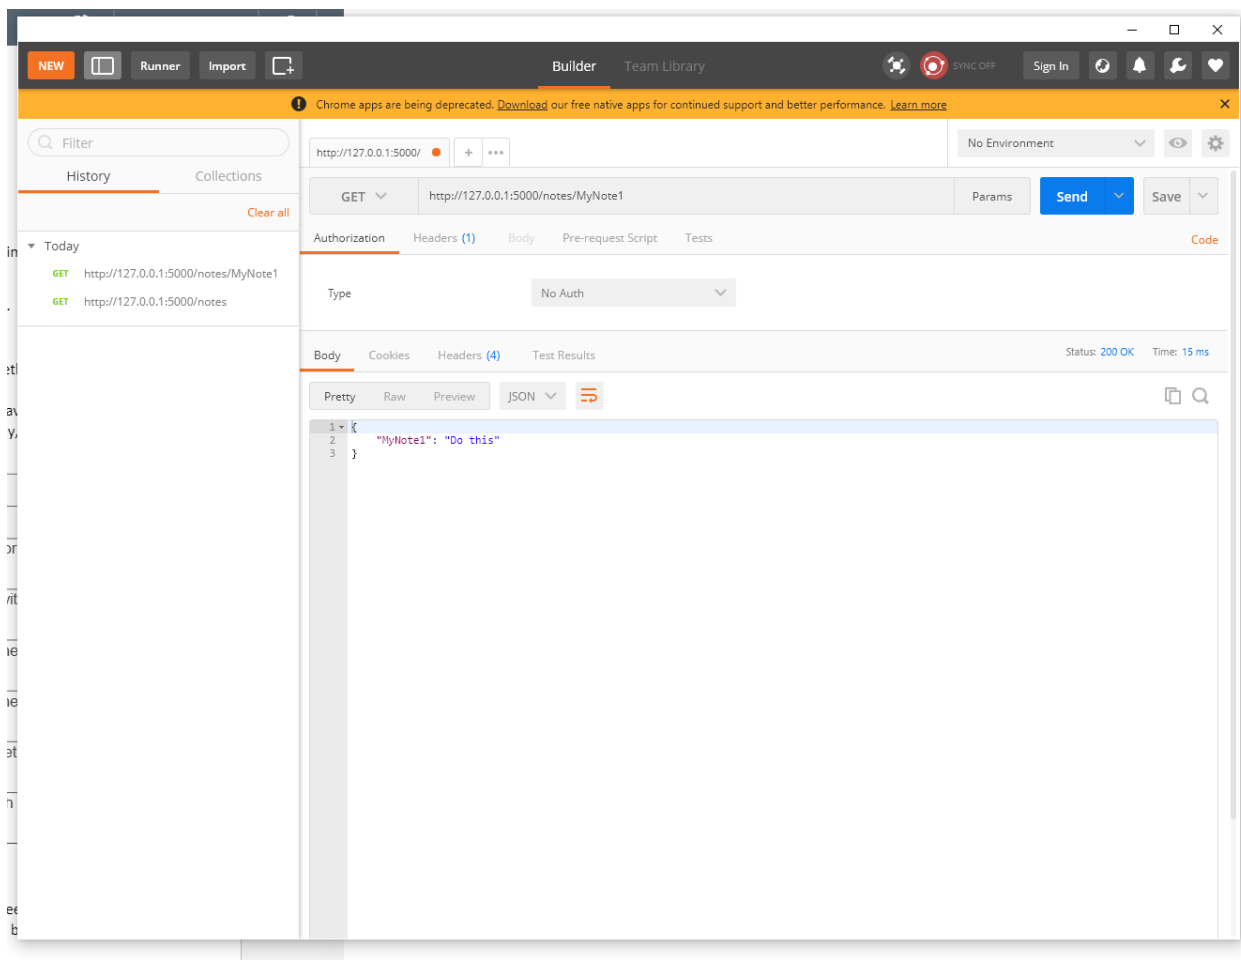 NEW Runner Import Builder Team Library SYNC OFF Sign In
Chrome apps are being deprecated. Download our free native apps for continued support and better performance. Learn more
Filter
History Collections
Clear all
Today
GET http://127.0.0.1:5000/notes/MyNote1
GET http://127.0.0.1:5000/notes
http://127.0.0.1:5000/
No Environment
GET http://127.0.0.1:5000/notes/MyNote1 Params Send Save
Authorization Headers (1) Body Pre-request Script Tests Code
Type No Auth
Body Cookies Headers (4) Test Results Status: 200 OK Time: 15 ms
Pretty Raw Preview JSON
1 {
2 "MyNote1": "Do this"
3 }